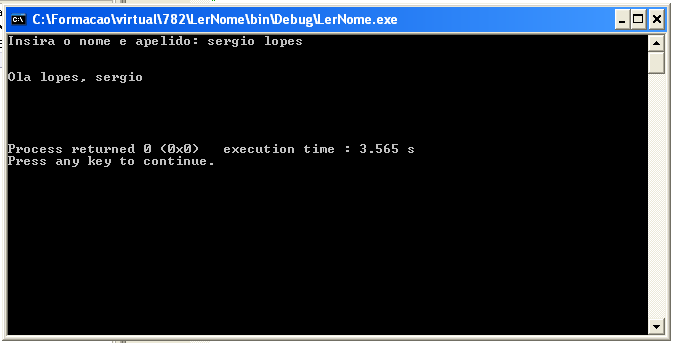 C:\Formacao\virtual\782\LerNome\bin\Debug\LerNome.exe
Insira o nome e apelido: sergio lopes
Ola lopes, sergio
Process returned 0 (0x0)   execution time : 3.565 s
Press any key to continue.